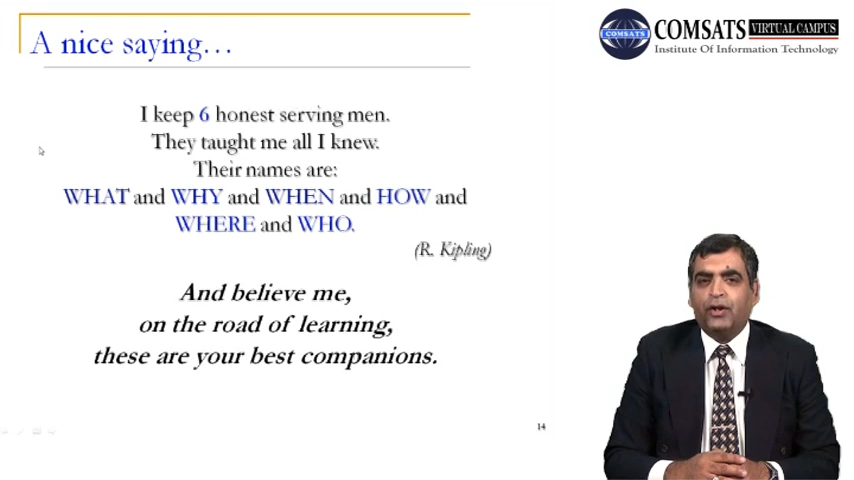 A nice saying...
COMSATS
COMSATS VIRTUAL CAMPUS
Institute Of Information Technology
I keep 6 honest serving men.
They taught me all I knew.
Their names are:
WHAT and WHY and WHEN and HOW and
WHERE and WHO.
(R. Kipling)
And believe me,
on the road of learning,
these are your best companions.
14